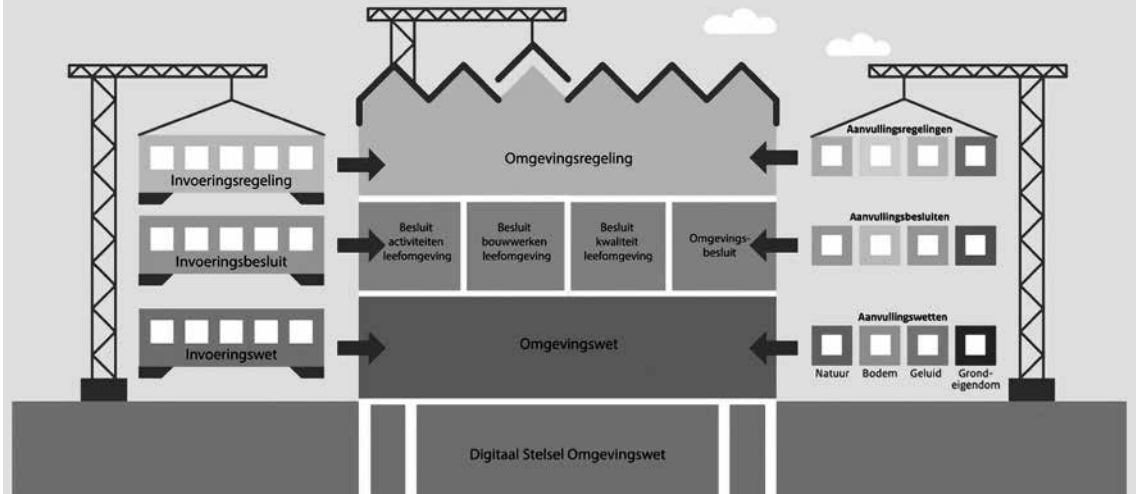 Invoeringsregeling
Invoeringsbesluit
Invoeringswet
Omgevingsregeling
Besluit
activiteiten
leefomgeving
Besluit
bouwwerken
leefomgeving
Besluit
kwaliteit
leefomgeving
Omgevings-
besluit
Omgevingswet
Digitaal Stelsel Omgevingswet
Aanvullingsregelingen
Aanvullingsbesluiten
Aanvullingswetten
Natuur
Bodem
Geluid
Grond-
eigendom